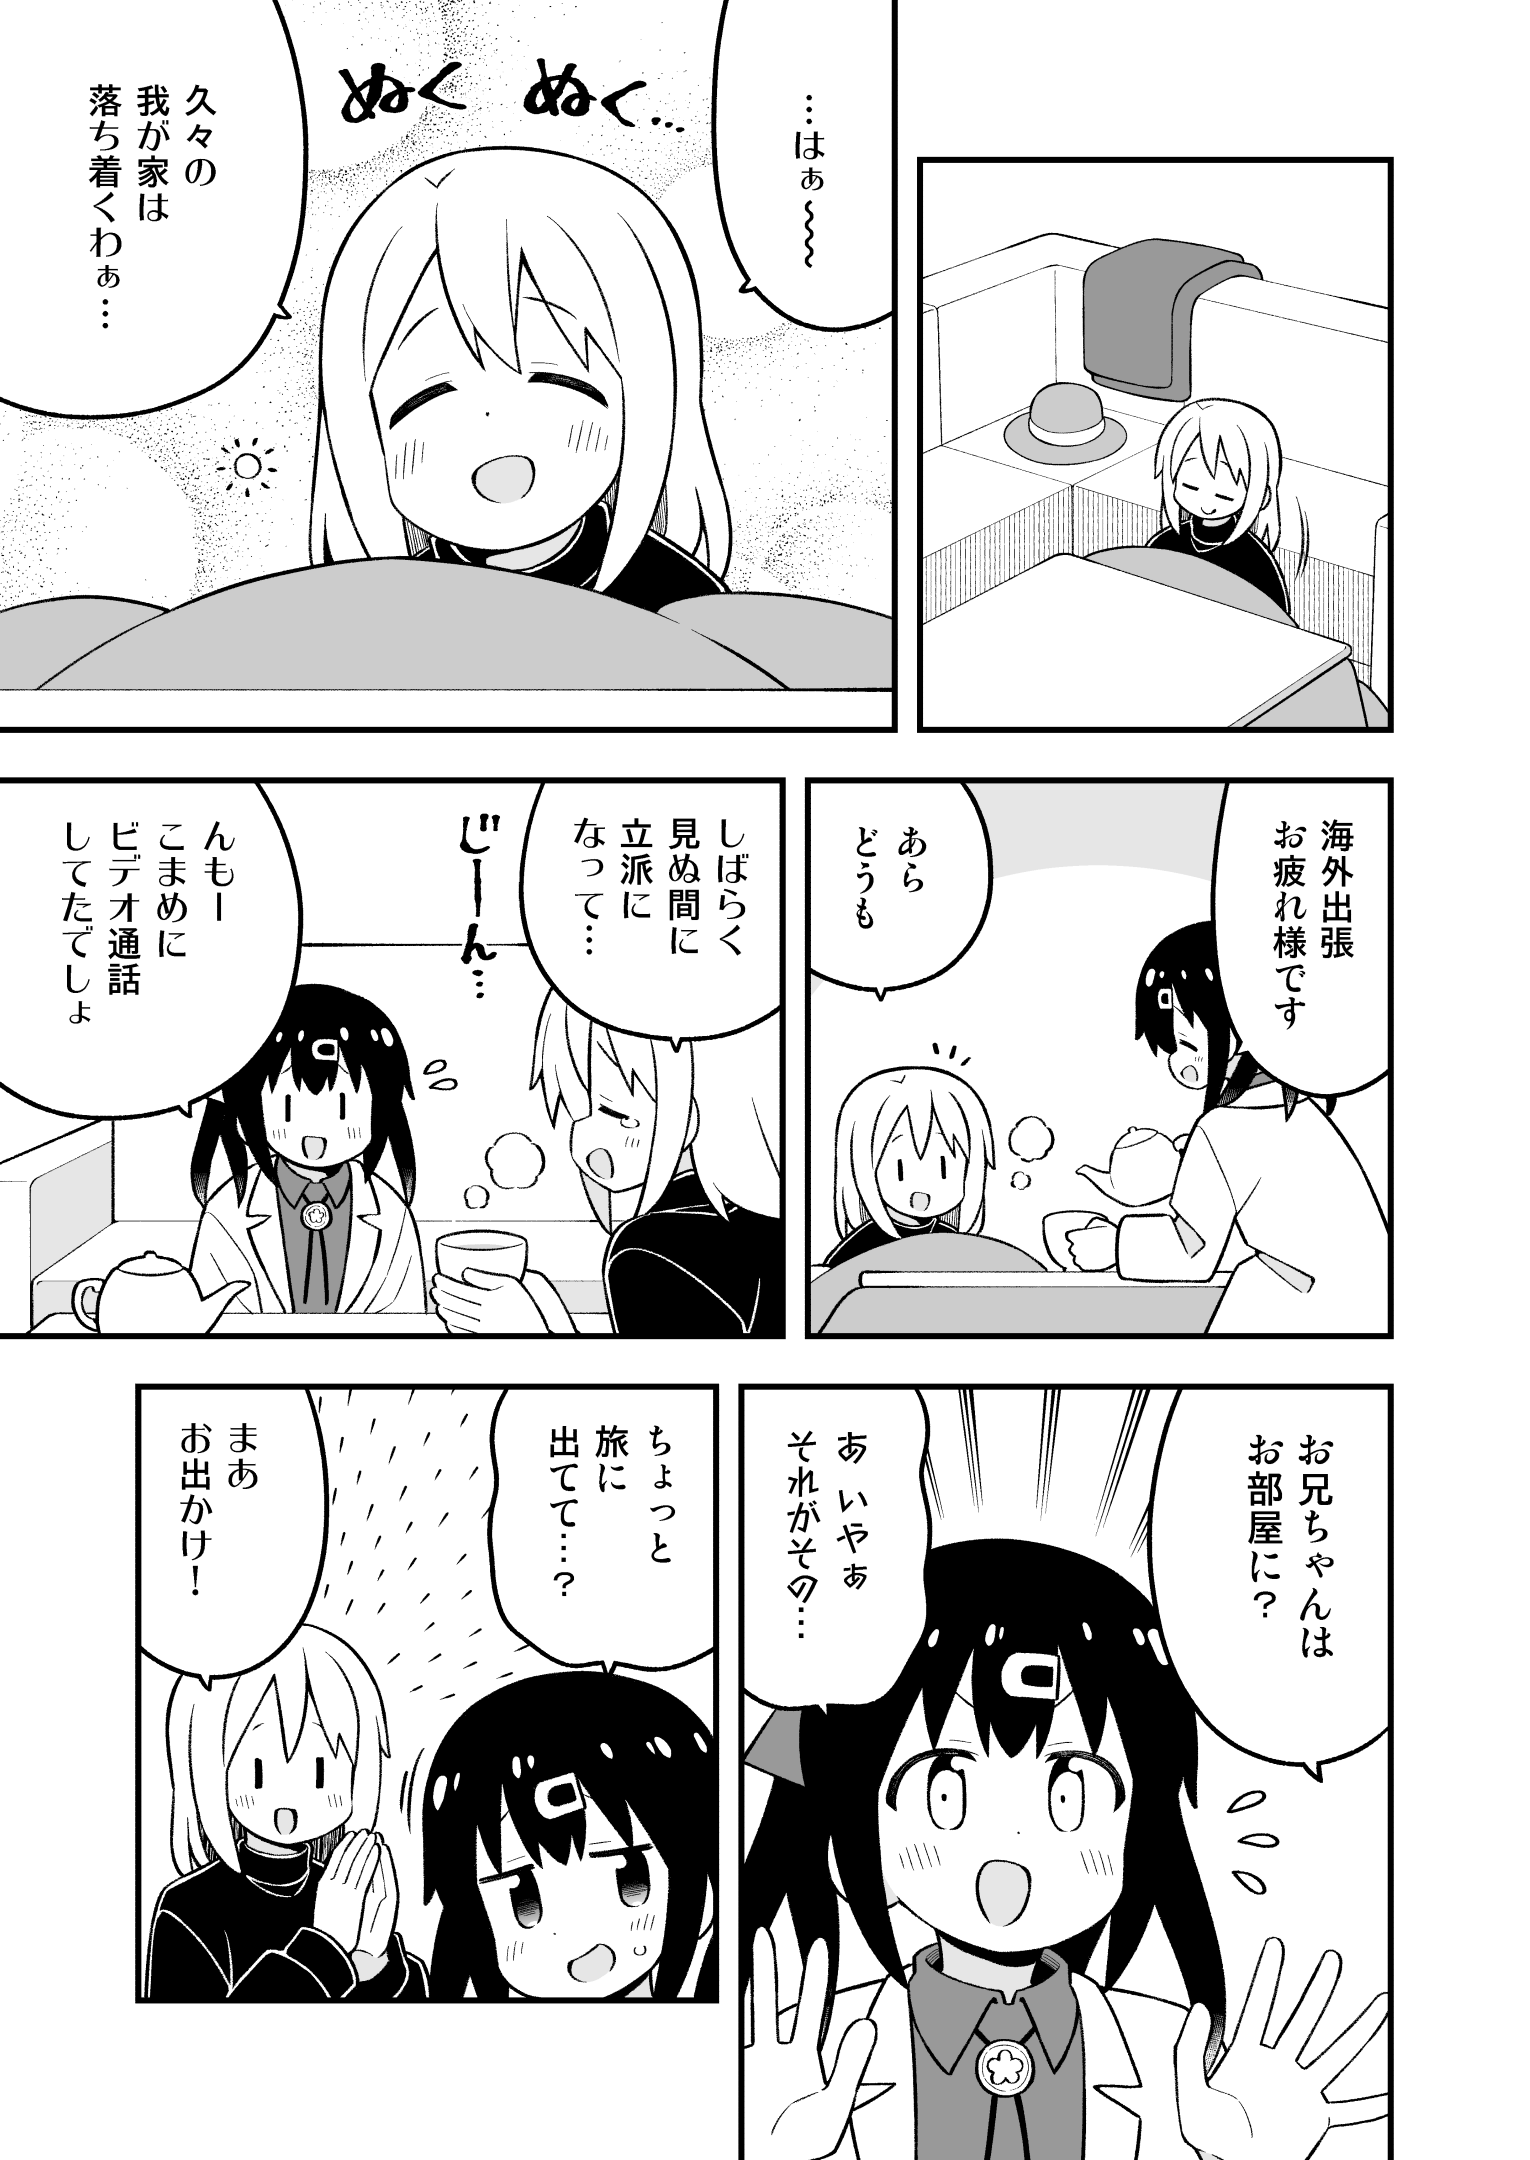 …はぁ〜〜〜
ぬく ぬく…
久々の
我が家は
落ち着くわぁ…
海外出張
お疲れ様です
あら
どうも
しばらく
見ぬ間に
立派に
なって…
じーん…
んもー
こまめに
ビデオ通話
してたでしょ
お兄ちゃんは
お部屋に?
あ いやぁ
それがその…
ちょっと
旅に
出てて…?
まあ
お出かけ!